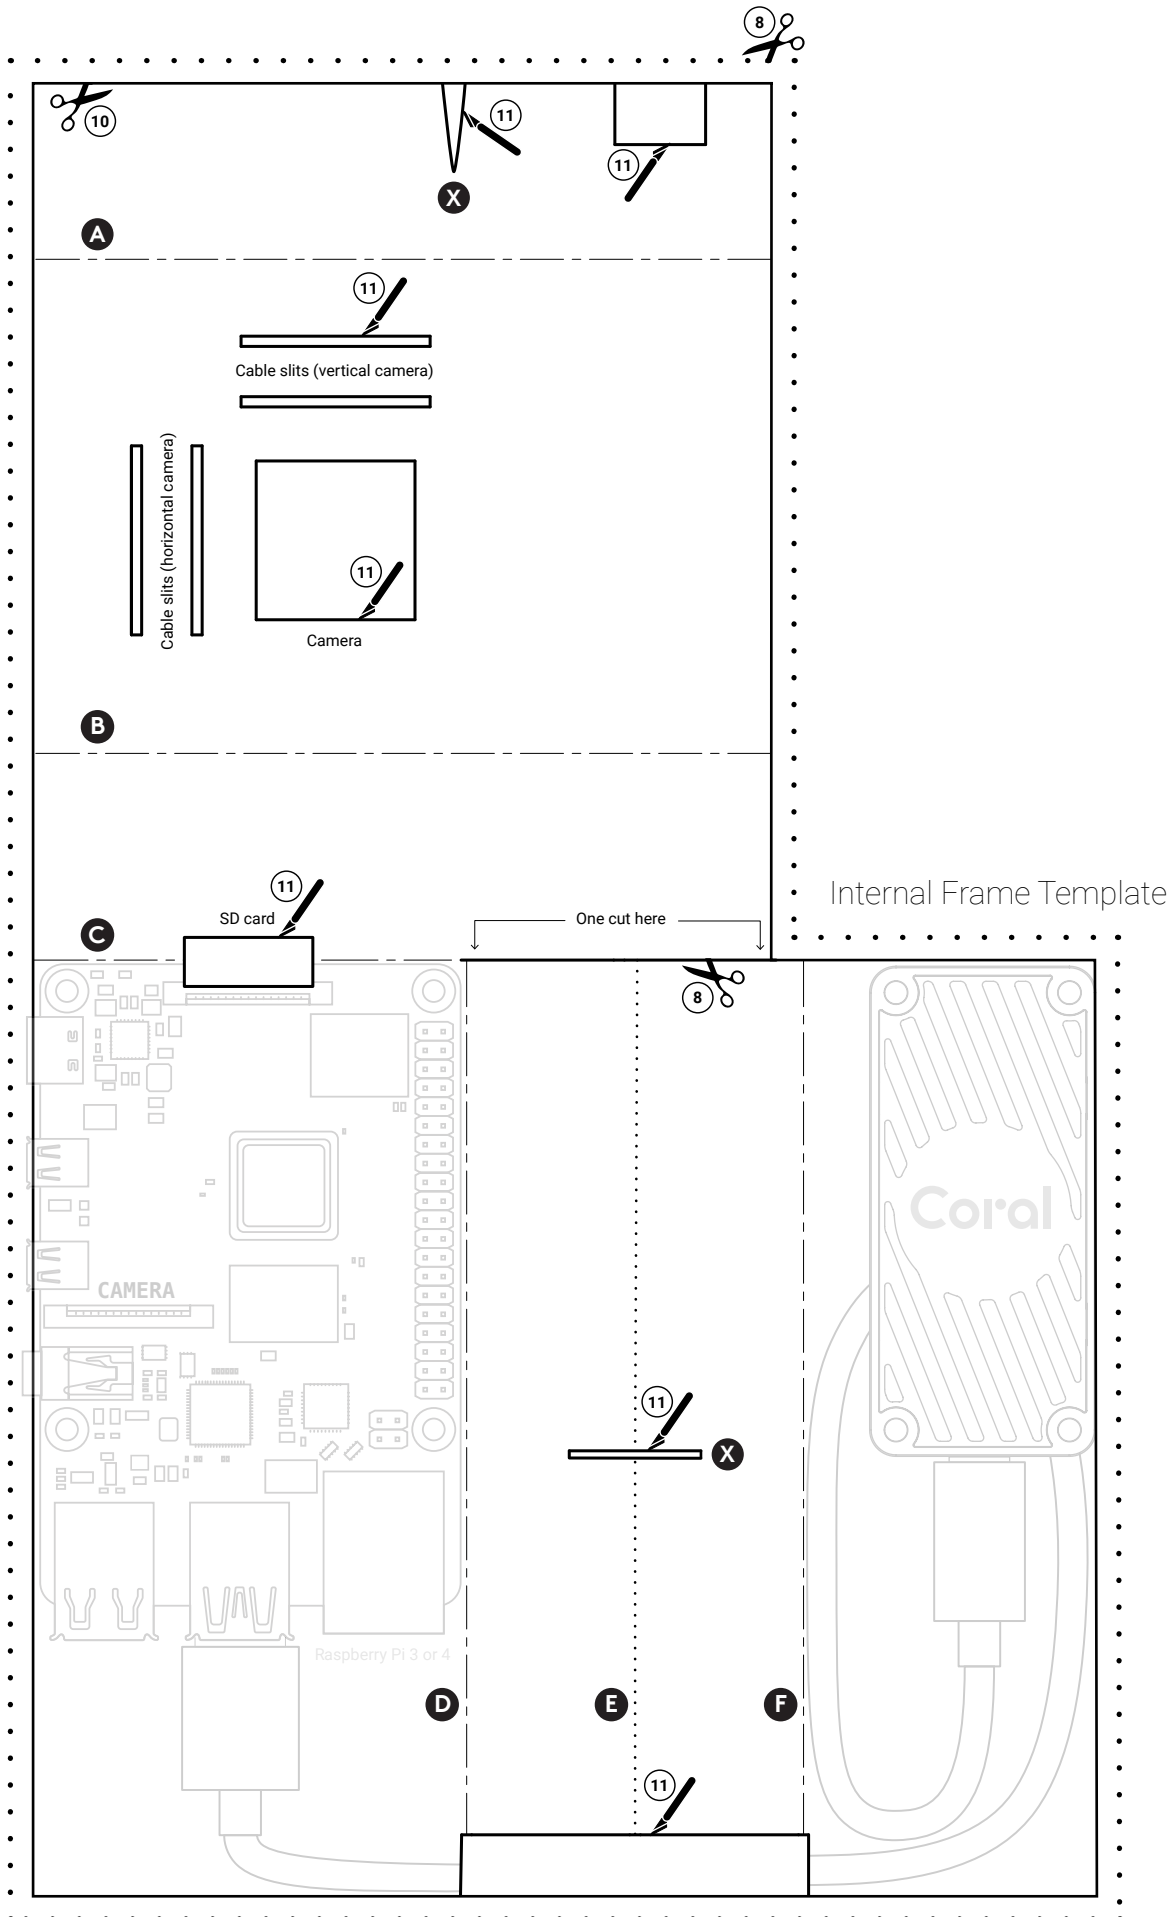 8
10
11
11
X
A
11
Cable slits (vertical camera)
Cable slits (horizontal camera)
11
Camera
B
Internal Frame Template
11
SD card
One cut here
C
8
Coral
CAMERA
11
X
Raspberry Pi 3 or 4
D
E
F
11